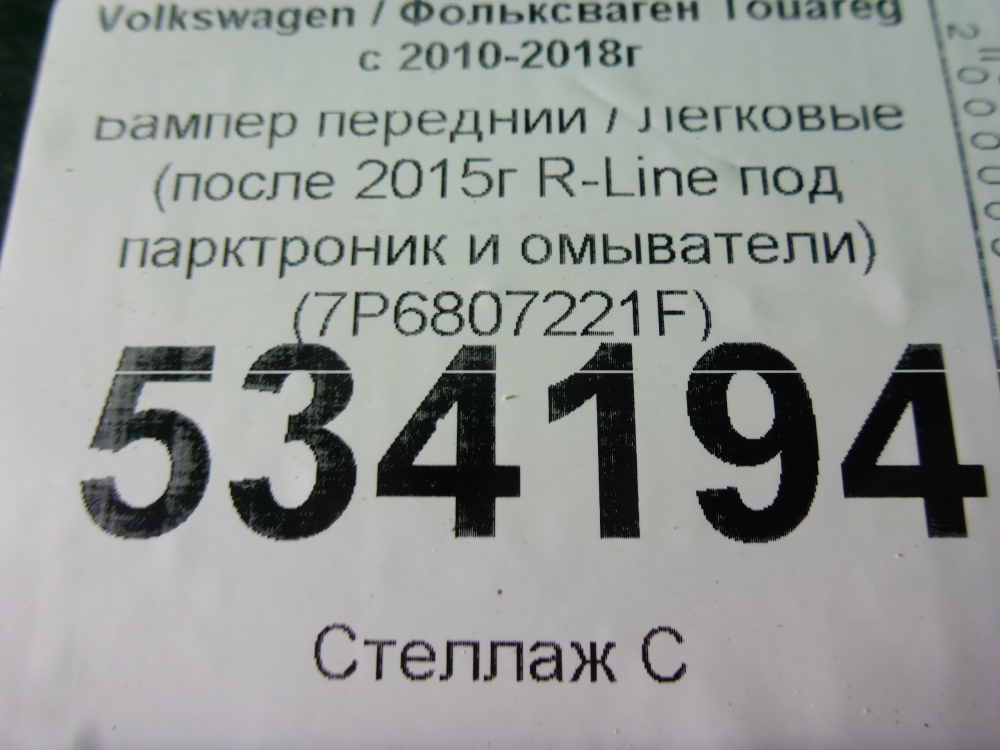 Volkswagen / Фольксваген Touareg
с 2010-2018г
Бампер передний / Легковые
(после 2015г R-Line под
парктроник и омыватели)
(7P6807221F)
534194
Стеллаж С